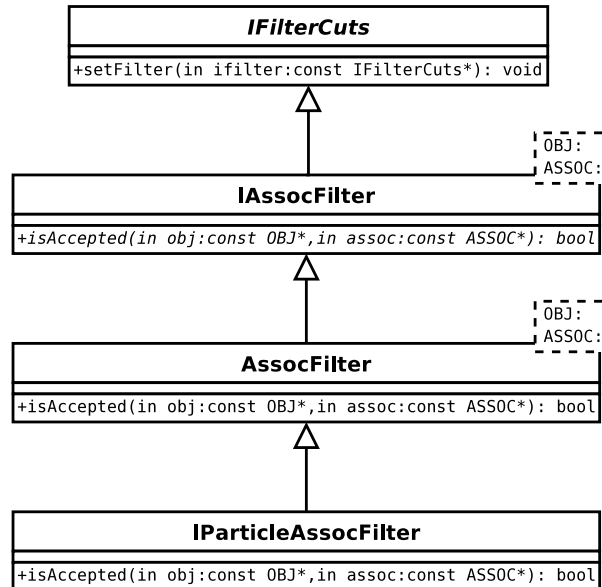 IFilterCuts
+setFilter(in ifilter:const IFilterCuts*): void
OBJ:
ASSOC:
IAssocFilter
+isAccepted(in obj:const OBJ*,in assoc:const ASSOC*): bool
OBJ:
ASSOC:
AssocFilter
+isAccepted(in obj:const OBJ*,in assoc:const ASSOC*): bool
IParticleAssocFilter
+isAccepted(in obj:const OBJ*,in assoc:const ASSOC*): bool